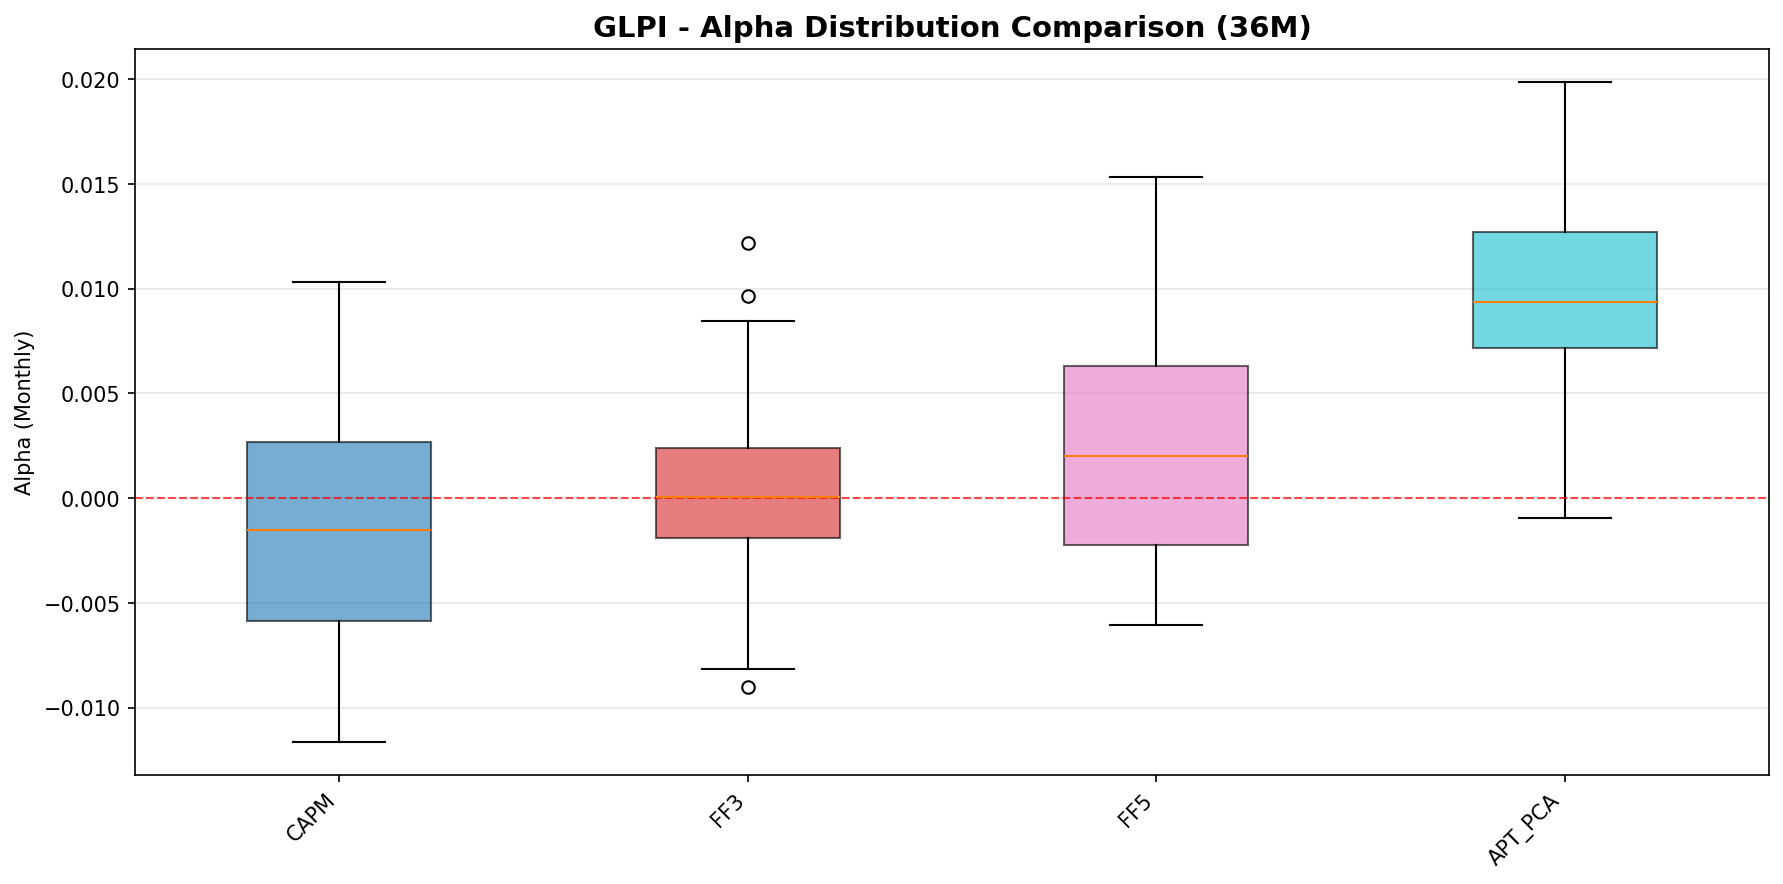 GLPI - Alpha Distribution Comparison (36M)
Alpha (Monthly)
0.020
0.015
0.010
0.005
0.000
−0.005
−0.010
CAPM
FF3
FF5
APT_PCA